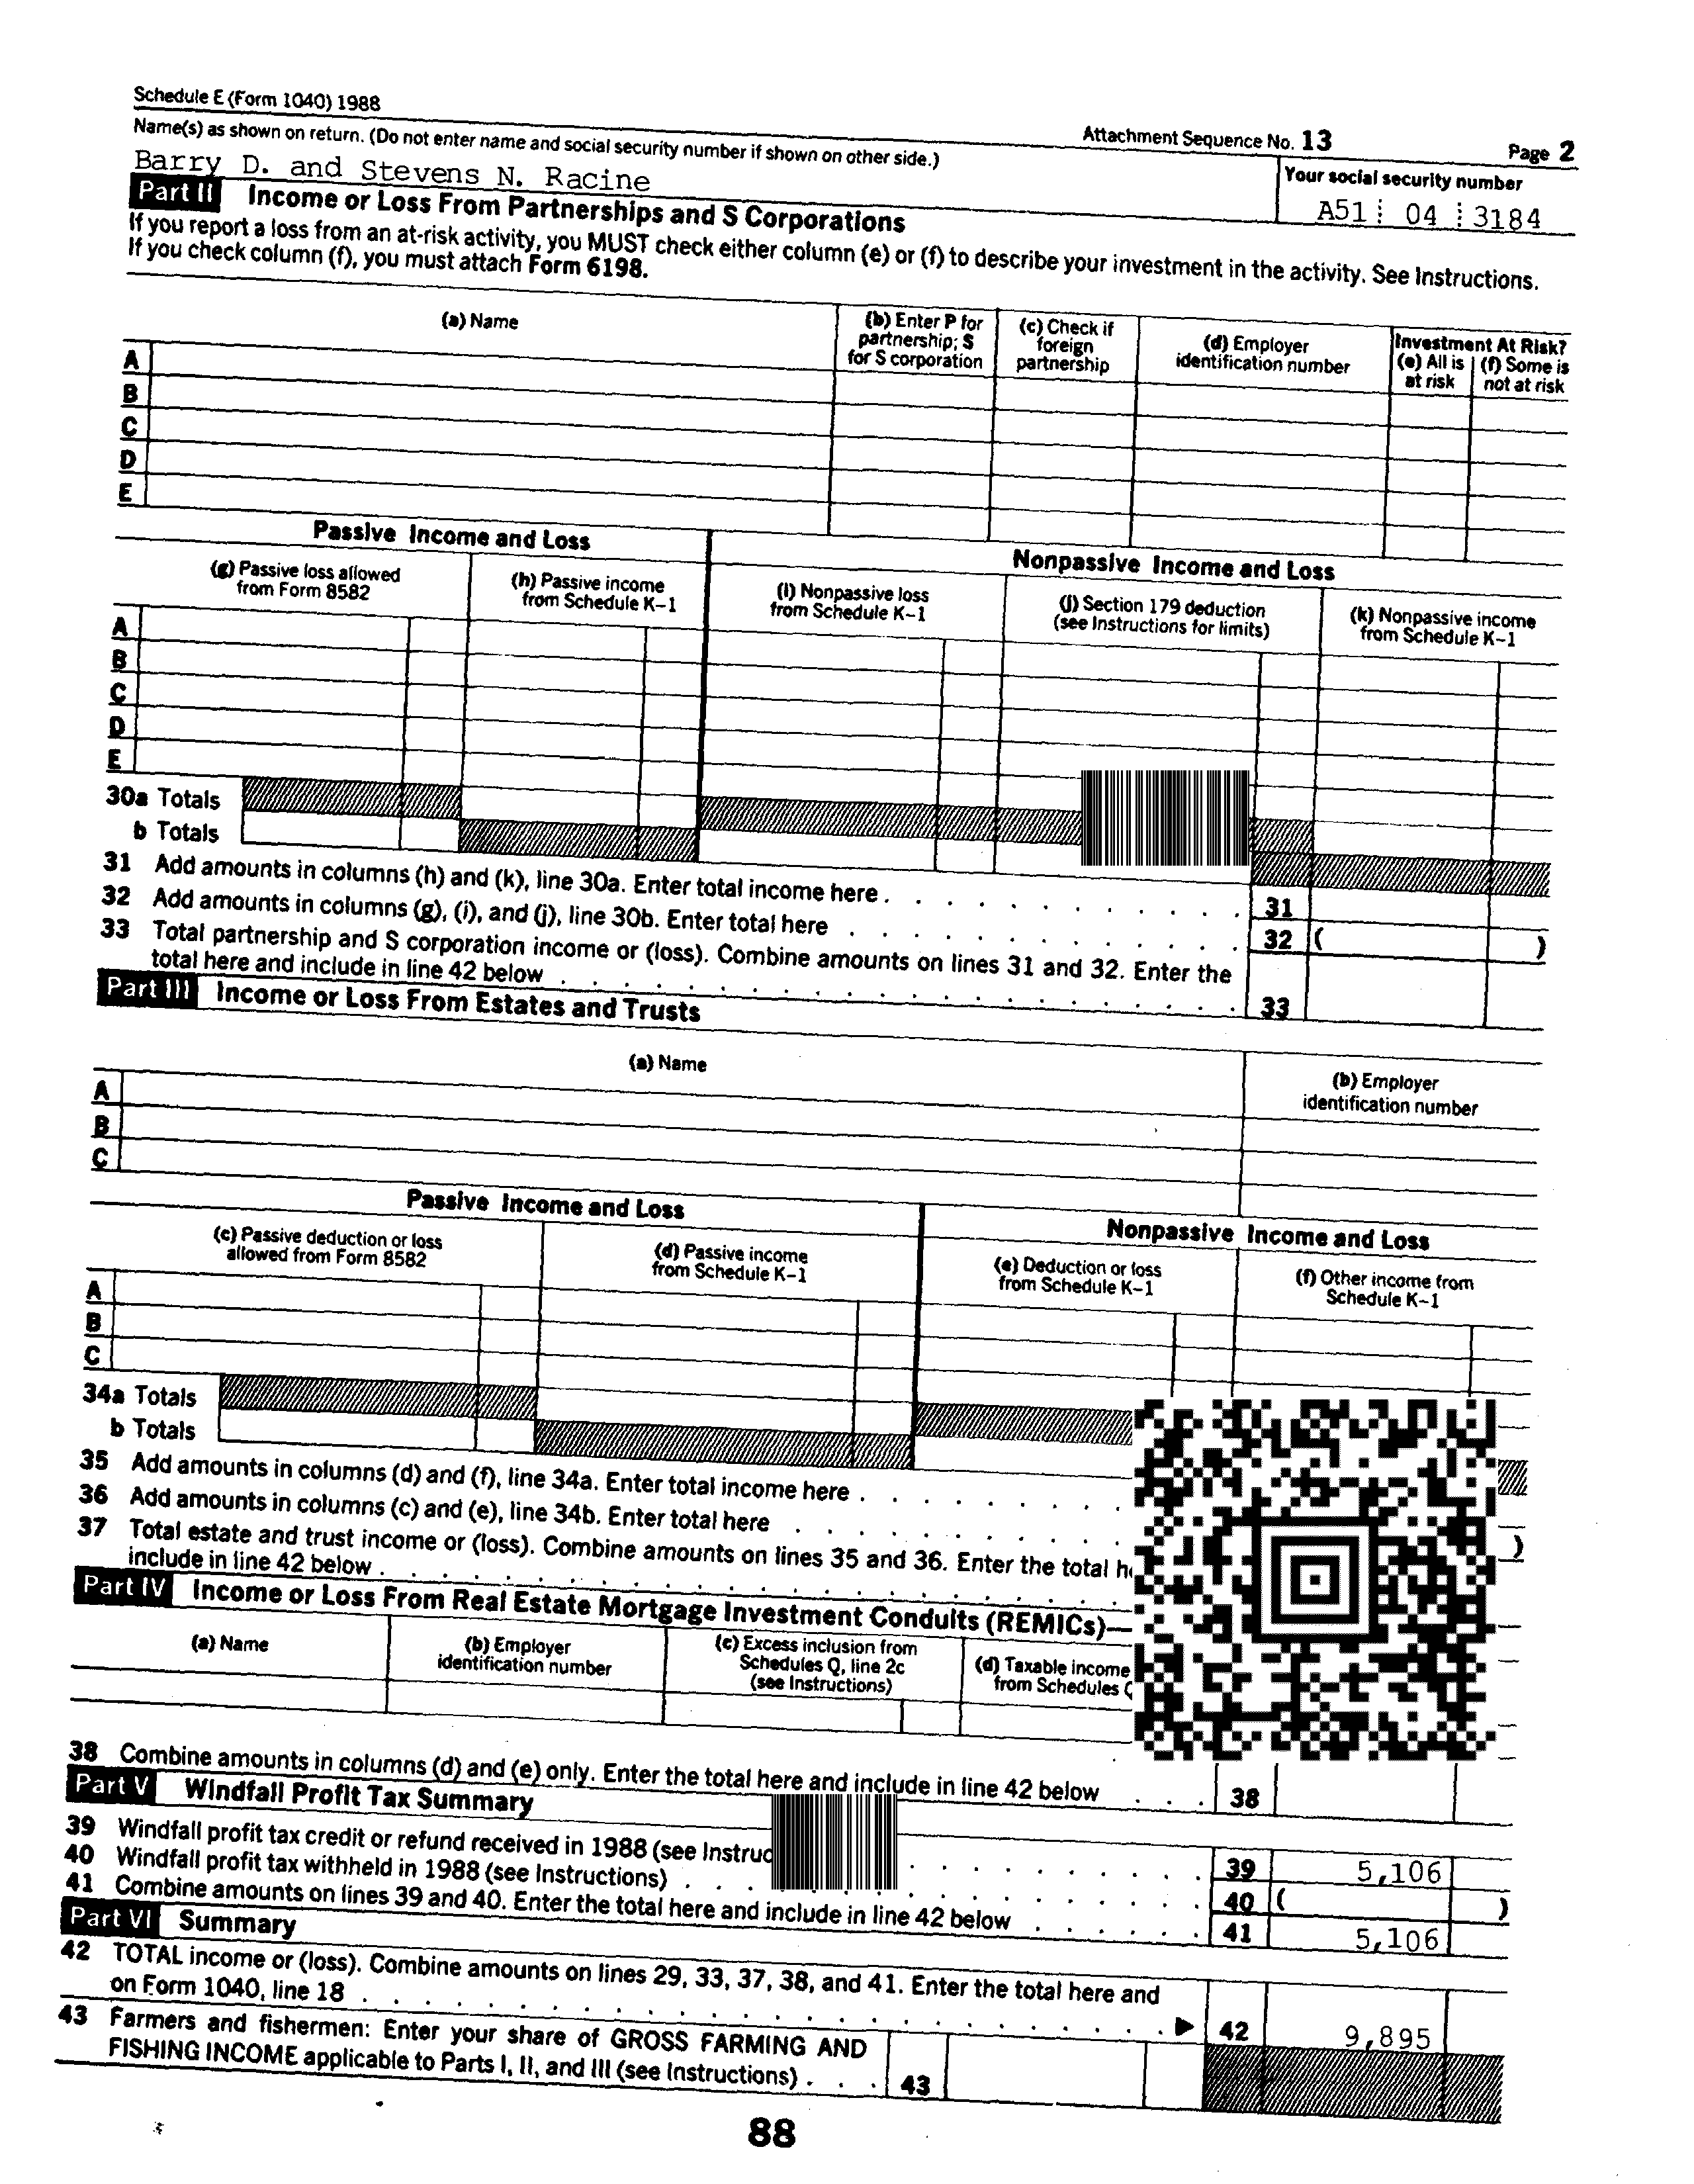 Schedule E (Form 1040) 1988
Attachment Sequence No. 13
Page 2
Name(s) as shown on return. (Do not enter name and social security number if shown on other side.)
Your social security number
Barry D. and Stevens N. Racine
A51 04 3184
Part II Income or Loss From Partnerships and S Corporations
If you report a loss from an at-risk activity, you MUST check either column (e) or (f) to describe your investment in the activity. See Instructions.
If you check column (f), you must attach Form 6198.
(a) Name
(b) Enter P for
partnership; S
for S corporation
(c) Check if
foreign
partnership
(d) Employer
identification number
Investment At Risk?
(e) All is
at risk
(f) Some is
not at risk
A
B
C
D
E
Passive Income and Loss
Nonpassive Income and Loss
(g) Passive loss allowed
from Form 8582
(h) Passive income
from Schedule K-1
(i) Nonpassive loss
from Schedule K-1
(j) Section 179 deduction
(see Instructions for limits)
(k) Nonpassive income
from Schedule K-1
A
B
C
D
E
30a Totals
b Totals
31 Add amounts in columns (h) and (k), line 30a. Enter total income here . . . . . . . . . . . . 31
32 Add amounts in columns (g), (i), and (j), line 30b. Enter total here . . . . . . . . . . . . . 32 ( )
33 Total partnership and S corporation income or (loss). Combine amounts on lines 31 and 32. Enter the
total here and include in line 42 below . . . . . . . . . . . . . . . . . . . . . . 33
Part III Income or Loss From Estates and Trusts
(a) Name
(b) Employer
identification number
A
B
C
Passive Income and Loss
Nonpassive Income and Loss
(c) Passive deduction or loss
allowed from Form 8582
(d) Passive income
from Schedule K-1
(e) Deduction or loss
from Schedule K-1
(f) Other income from
Schedule K-1
A
B
C
34a Totals
b Totals
35 Add amounts in columns (d) and (f), line 34a. Enter total income here . . . . . . . . .
36 Add amounts in columns (c) and (e), line 34b. Enter total here . . . . . . . . . . . )
37 Total estate and trust income or (loss). Combine amounts on lines 35 and 36. Enter the total
include in line 42 below . . . . . . . . . . . . . . . . . . . . . . . .
Part IV Income or Loss From Real Estate Mortgage Investment Conduits (REMICs)—
(a) Name
(b) Employer
identification number
(c) Excess inclusion from
Schedules Q, line 2c
(see Instructions)
(d) Taxable income
from Schedules
38 Combine amounts in columns (d) and (e) only. Enter the total here and include in line 42 below . . . 38
Part V Windfall Profit Tax Summary
39 Windfall profit tax credit or refund received in 1988 (see Instruc . . . . . . . . . . 39 5,106
40 Windfall profit tax withheld in 1988 (see Instructions) . . . . . . . . . . . . . 40 ( )
41 Combine amounts on lines 39 and 40. Enter the total here and include in line 42 below . . . . . . 41 5,106
Part VI Summary
42 TOTAL income or (loss). Combine amounts on lines 29, 33, 37, 38, and 41. Enter the total here and
on Form 1040, line 18 . . . . . . . . . . . . . . . . . . . . . . . . . . ▶ 42 9,895
43 Farmers and fishermen: Enter your share of GROSS FARMING AND
FISHING INCOME applicable to Parts I, II, and III (see Instructions) . . . 43
88